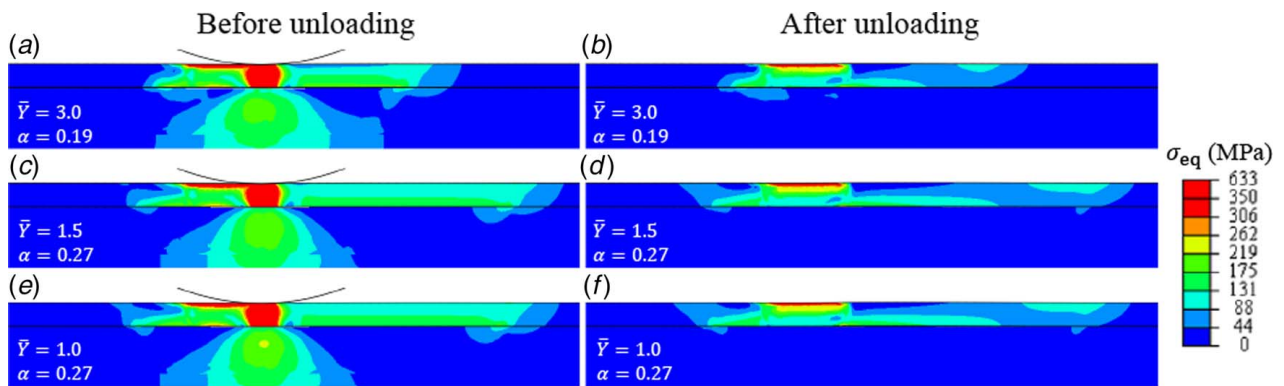 Before unloading
After unloading
(a)
Ȳ = 3.0
α = 0.19
(b)
Ȳ = 3.0
α = 0.19
(c)
Ȳ = 1.5
α = 0.27
(d)
Ȳ = 1.5
α = 0.27
(e)
Ȳ = 1.0
α = 0.27
(f)
Ȳ = 1.0
α = 0.27
σeq (MPa)
633
350
306
262
219
175
131
88
44
0